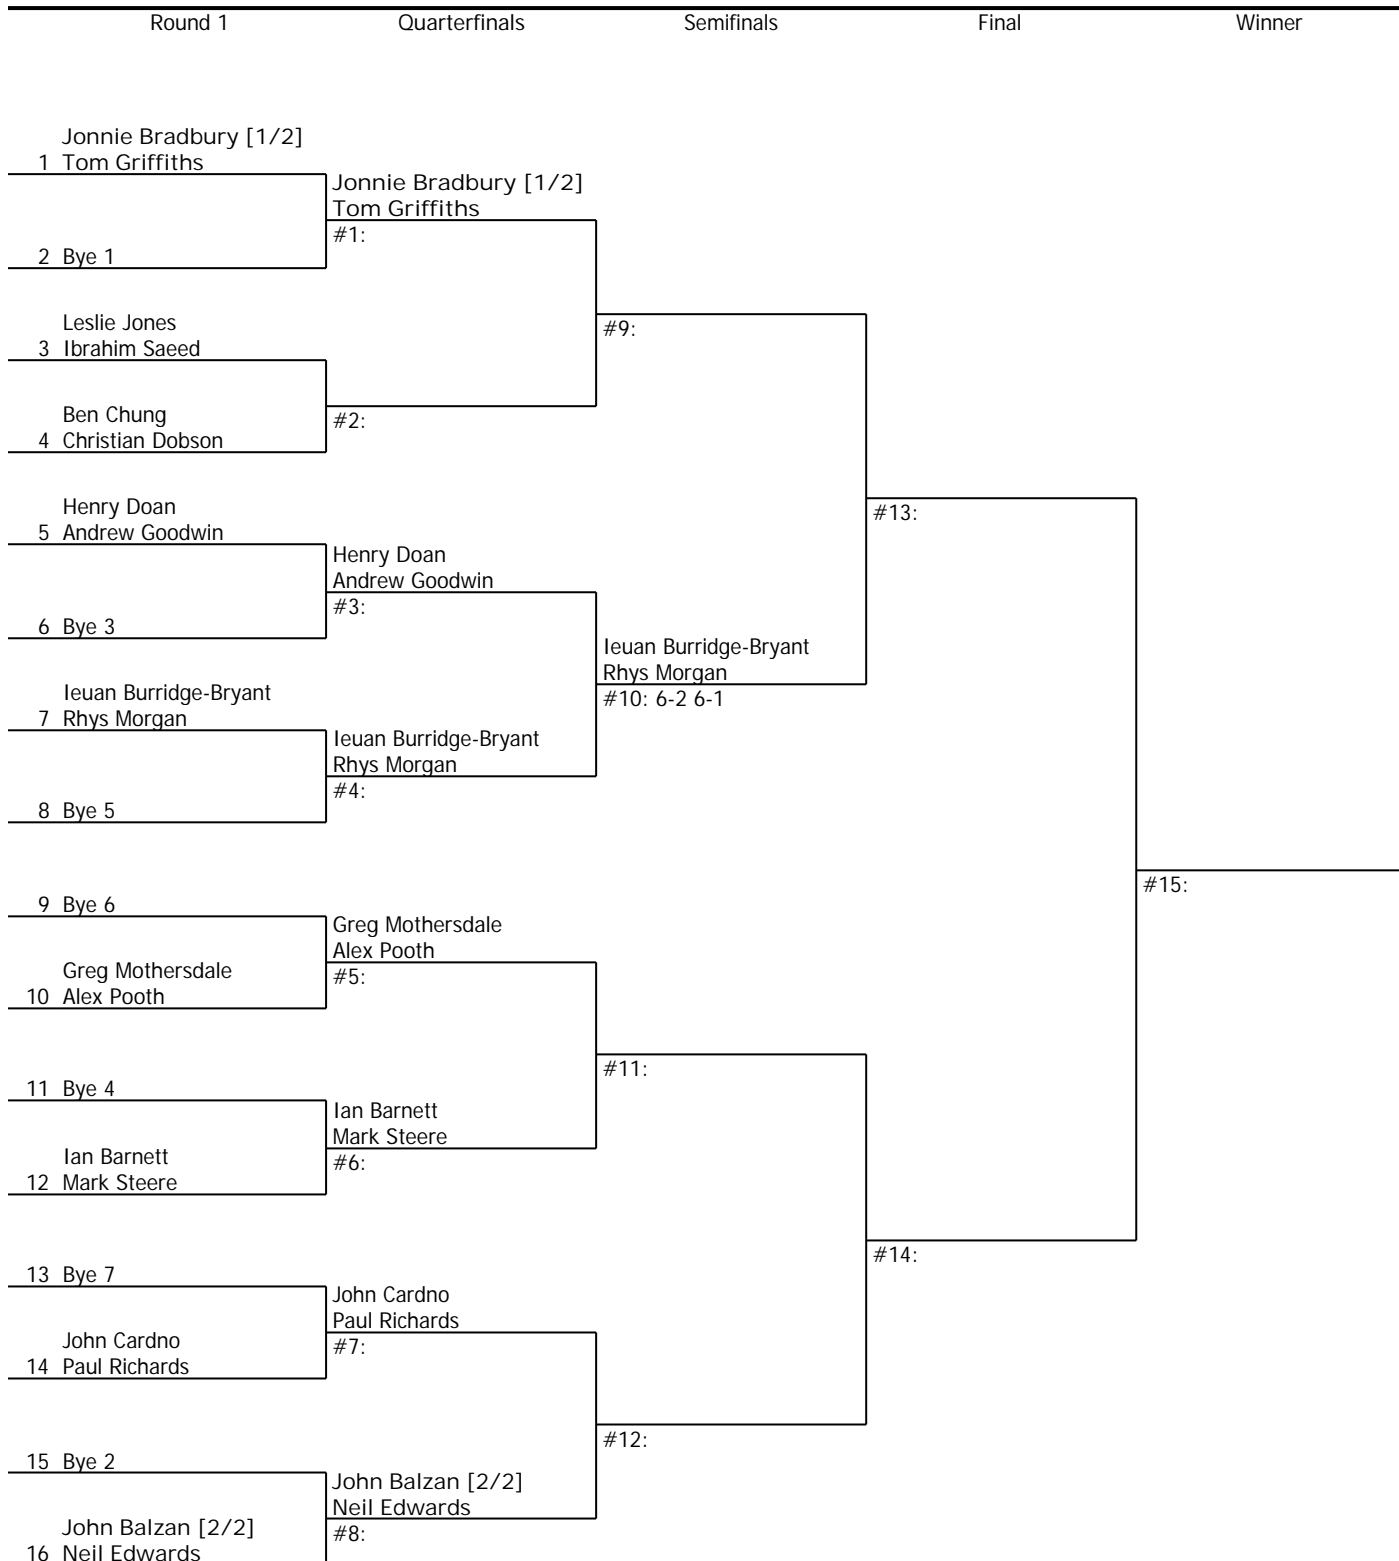 Round 1 Quarterfinals Semifinals Final Winner
Jonnie Bradbury [1/2]
1 Tom Griffiths
Jonnie Bradbury [1/2]
Tom Griffiths
#1:
2 Bye 1
Leslie Jones
3 Ibrahim Saeed
#9:
Ben Chung
4 Christian Dobson
#2:
Henry Doan
5 Andrew Goodwin
#13:
Henry Doan
Andrew Goodwin
#3:
6 Bye 3
Ieuan Burridge-Bryant
Rhys Morgan
#10: 6-2 6-1
Ieuan Burridge-Bryant
7 Rhys Morgan
Ieuan Burridge-Bryant
Rhys Morgan
#4:
8 Bye 5
#15:
9 Bye 6
Greg Mothersdale
Alex Pooth
#5:
Greg Mothersdale
10 Alex Pooth
#11:
11 Bye 4
Ian Barnett
Mark Steere
#6:
Ian Barnett
12 Mark Steere
#14:
13 Bye 7
John Cardno
Paul Richards
#7:
John Cardno
14 Paul Richards
#12:
15 Bye 2
John Balzan [2/2]
Neil Edwards
#8:
John Balzan [2/2]
16 Neil Edwards